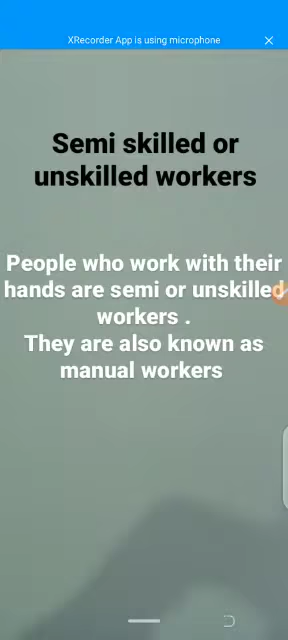 XRecorder App is using microphone
Semi skilled or
unskilled workers
People who work with their
hands are semi or unskilled
workers .
They are also known as
manual workers